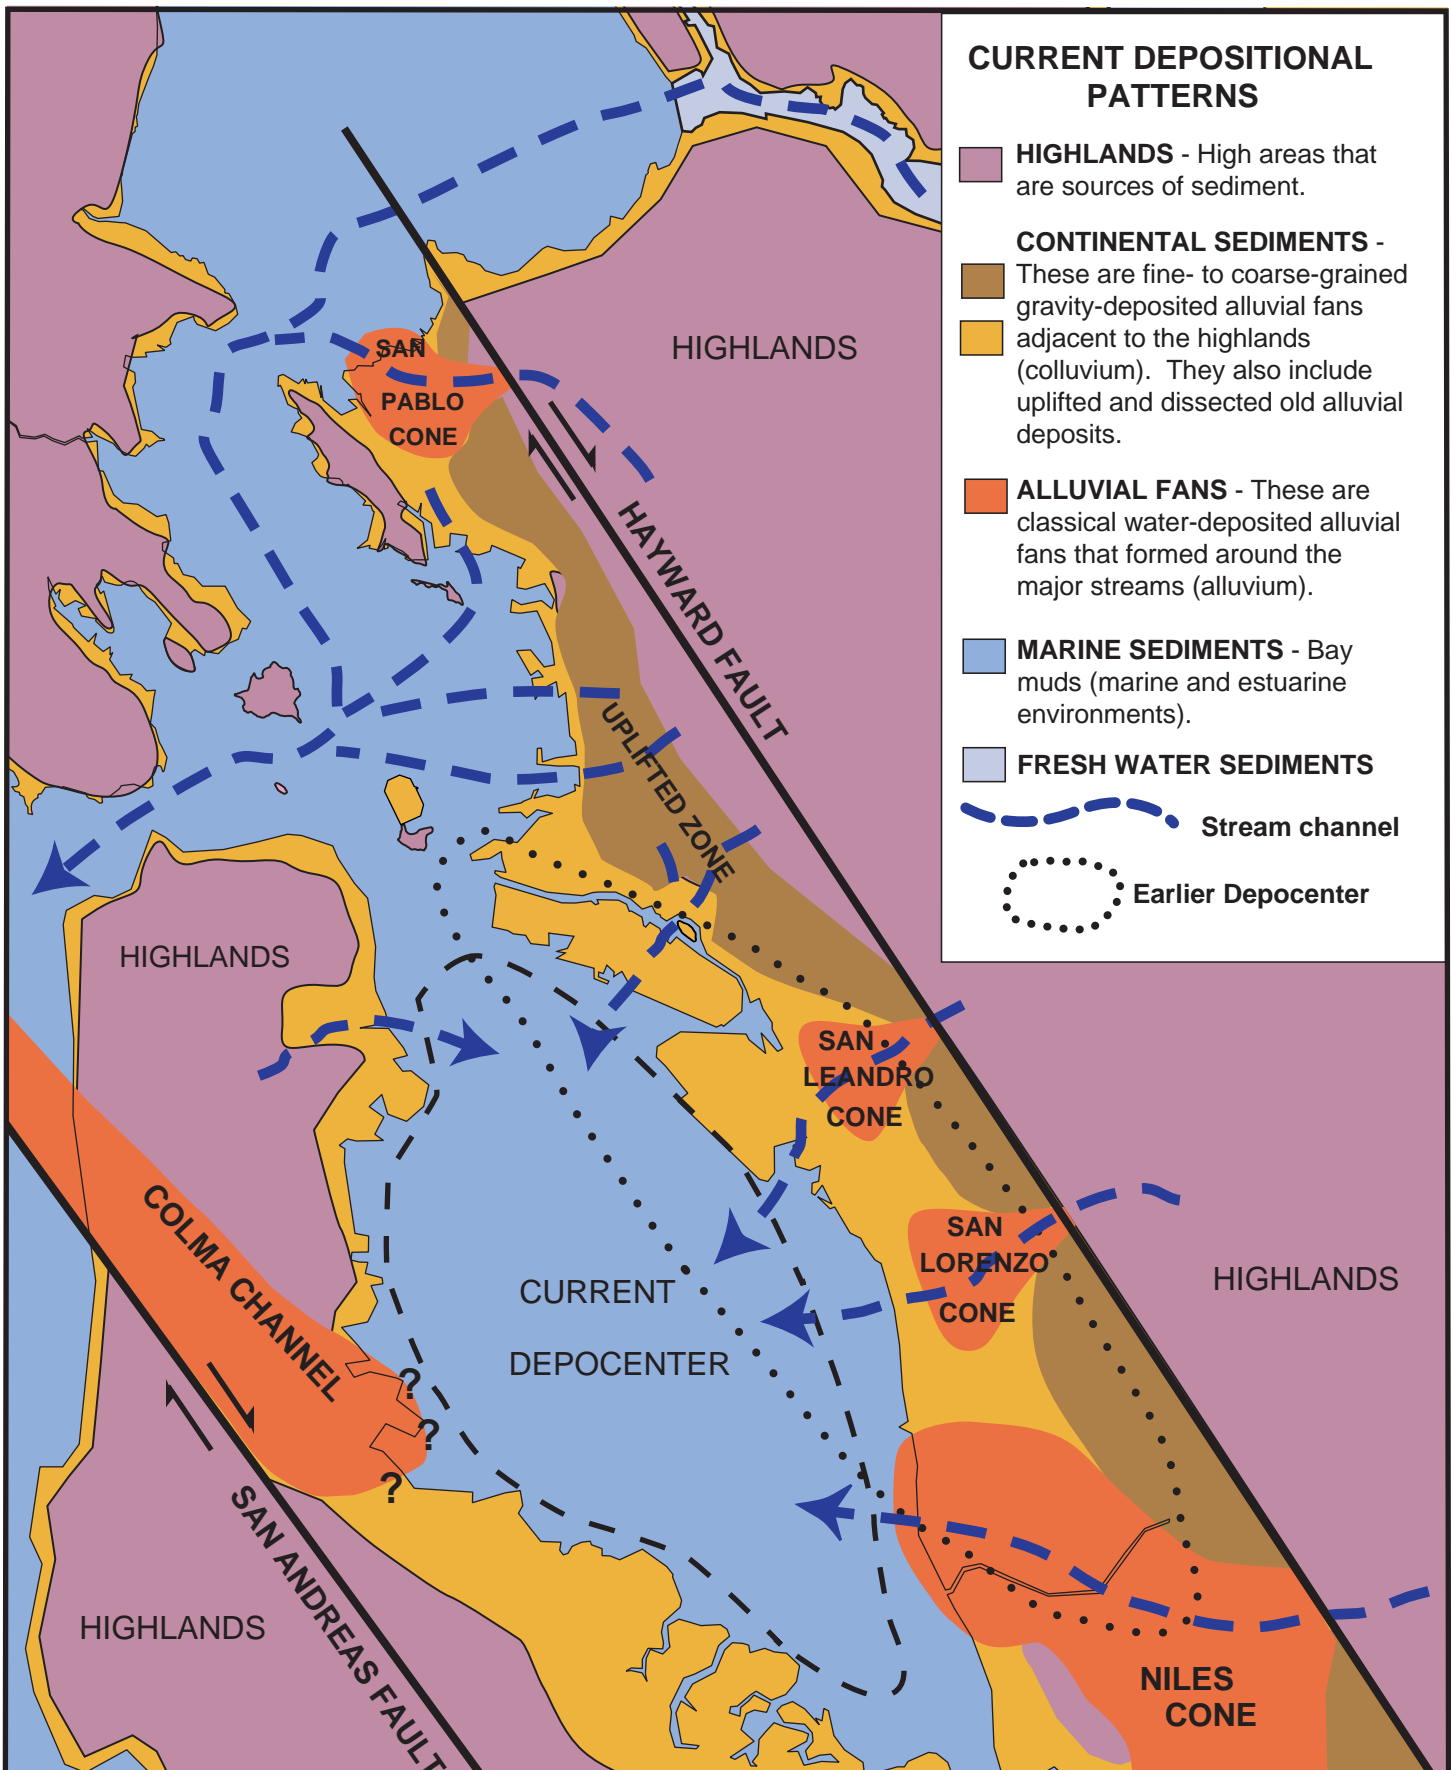 CURRENT DEPOSITIONAL
PATTERNS
HIGHLANDS - High areas that
are sources of sediment.
CONTINENTAL SEDIMENTS -
These are fine- to coarse-grained
gravity-deposited alluvial fans
adjacent to the highlands
(colluvium). They also include
uplifted and dissected old alluvial
deposits.
ALLUVIAL FANS - These are
classical water-deposited alluvial
fans that formed around the
major streams (alluvium).
MARINE SEDIMENTS - Bay
muds (marine and estuarine
environments).
FRESH WATER SEDIMENTS
Stream channel
Earlier Depocenter
HIGHLANDS
SAN
PABLO
CONE
HAYWARD FAULT
UPLIFTED ZONE
HIGHLANDS
SAN
LEANDRO
CONE
COLMA CHANNEL
SAN
LORENZO
CONE
HIGHLANDS
CURRENT
DEPOCENTER
?
?
?
SAN ANDREAS FAULT
HIGHLANDS
NILES
CONE